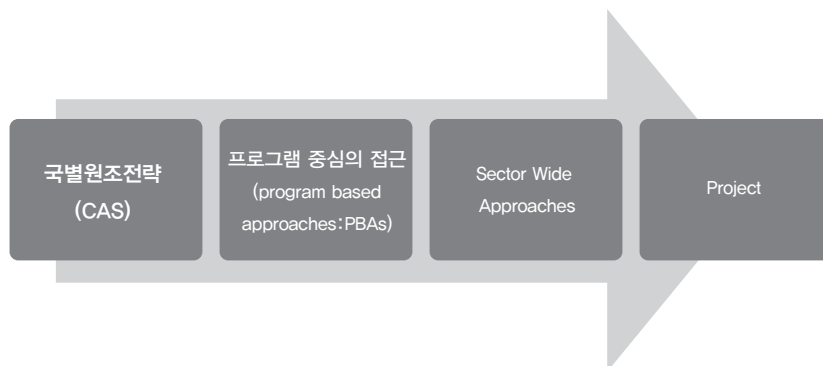 국별원조전략
(CAS)
프로그램 중심의 접근
(program based
approaches:PBAs)
Sector Wide
Approaches
Project